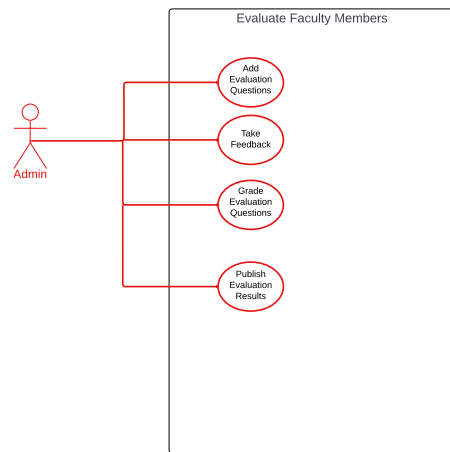 Evaluate Faculty Members
Add
Evaluation
Questions
Take
Feedback
Admin
Grade
Evaluation
Questions
Publish
Evaluation
Results